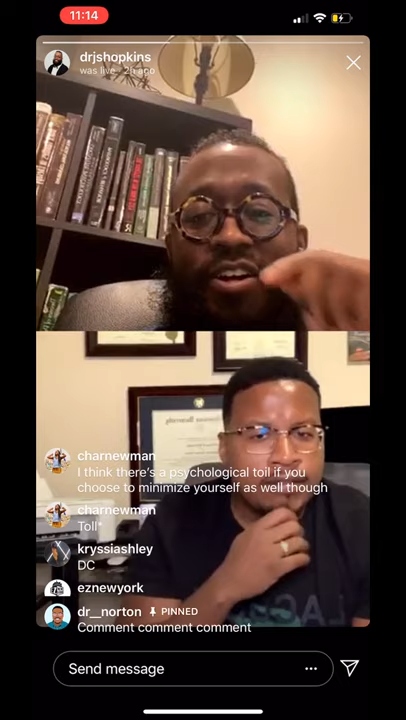 11:14
drjshopkins
was live · 2h ago
charnewman
I think there's a psychological toil if you
choose to minimize yourself as well though
charnewman
Toll*
kryssiashley
DC
eznewyork
dr__norton PINNED
Comment comment comment
Send message